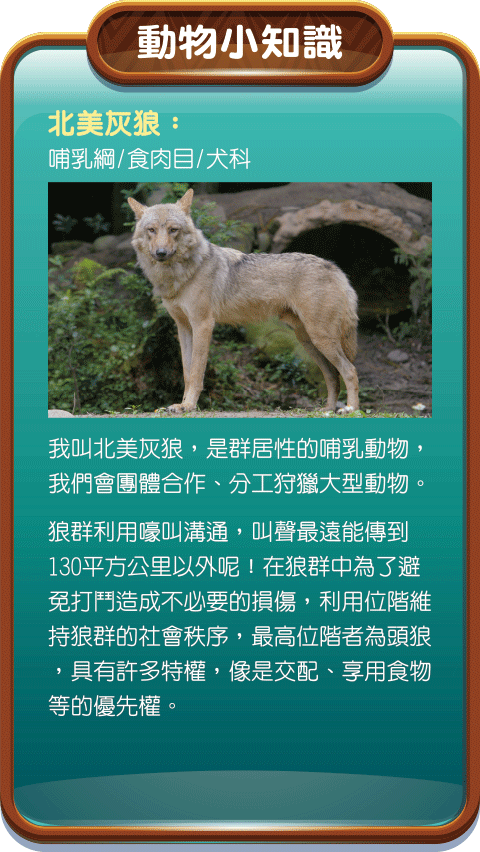 動物小知識
北美灰狼：
哺乳綱/食肉目/犬科
我叫北美灰狼，是群居性的哺乳動物，
我們會團體合作、分工狩獵大型動物。
狼群利用嚎叫溝通，叫聲最遠能傳到
130平方公里以外呢！在狼群中為了避
免打鬥造成不必要的損傷，利用位階維
持狼群的社會秩序，最高位階者為頭狼
，具有許多特權，像是交配、享用食物
等的優先權。